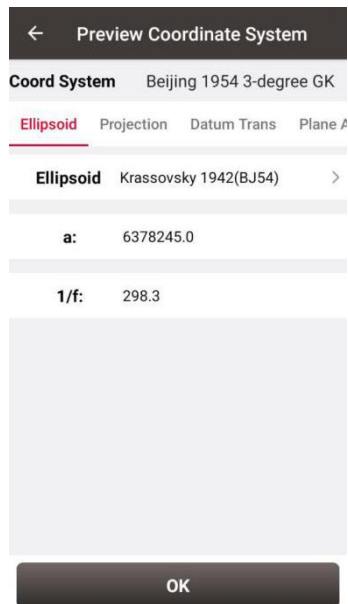 Preview Coordinate System
Coord System Beijing 1954 3-degree GK
Ellipsoid Projection Datum Trans Plane A
Ellipsoid Krassovsky 1942(BJ54)
a: 6378245.0
1/f: 298.3
OK